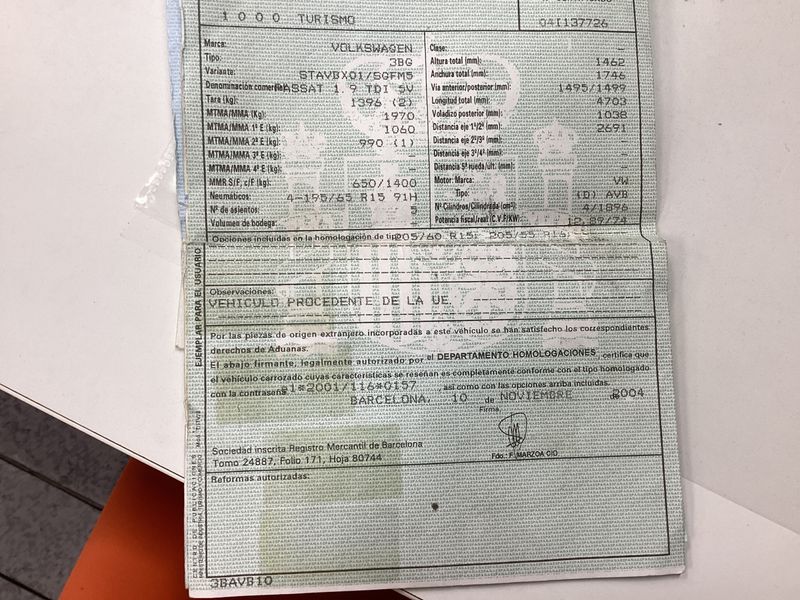 1 0 0 0 TURISMO
04I137726
Marca: VOLKSWAGEN
Tipo: 3BG
Variante: STAVBX01/SGFM5
Denominación comercial: PASSAT 1.9 TDI 5V
Tara (kg): 1396 (2)
MTMA/MMA (Kg): 1970
MTMA/MMA 1º E (kg): 1060
MTMA/MMA 2º E (kg): 990 (1)
MTMA/MMA 3º E (kg): –
MTMA/MMA 4º E (kg): –
MMR S/F, c/f (kg): 650/1400
Neumáticos: 4-195/65 R15 91H
Nº de asientos: 5
Volumen de bodega: –
Clase: –
Altura total (mm): 1462
Anchura total (mm): 1746
Vía anterior/posterior (mm): 1495/1499
Longitud total (mm): 4703
Voladizo posterior (mm): 1038
Distancia eje 1º/2º (mm): 2691
Distancia eje 2º/3º (mm): –
Distancia eje 3º/4º (mm): –
Distancia 5ª rueda/últ. (mm): –
Motor: Marca: VW
Tipo: (D) AVB
Nº Cilindros/Cilindrada (cm³): 4/1896
Potencia fiscal/real (C.V.F/KW): 12,89/74
Opciones incluidas en la homologación de tipo: 205/60 R15; 205/55 R16;
Observaciones:
VEHICULO PROCEDENTE DE LA UE
Por las piezas de origen extranjero incorporadas a este vehículo se han satisfecho los correspondientes
derechos de Aduanas.
El abajo firmante, legalmente autorizado por el DEPARTAMENTO HOMOLOGACIONES, certifica que
el vehículo carrozado cuyas características se reseñan es completamente conforme con el tipo homologado
con la contraseña e1*2001/116*0157 así como con las opciones arriba incluidas.
BARCELONA, 10 de NOVIEMBRE de 2004
Firma,
Fdo.: F. MARZOA CID
Sociedad inscrita Registro Mercantil de Barcelona
Tomo 24887, Folio 171, Hoja 80744
Reformas autorizadas:
3BAVB10
EJEMPLAR PARA EL USUARIO
CENTRO DE PUBLICACIONES